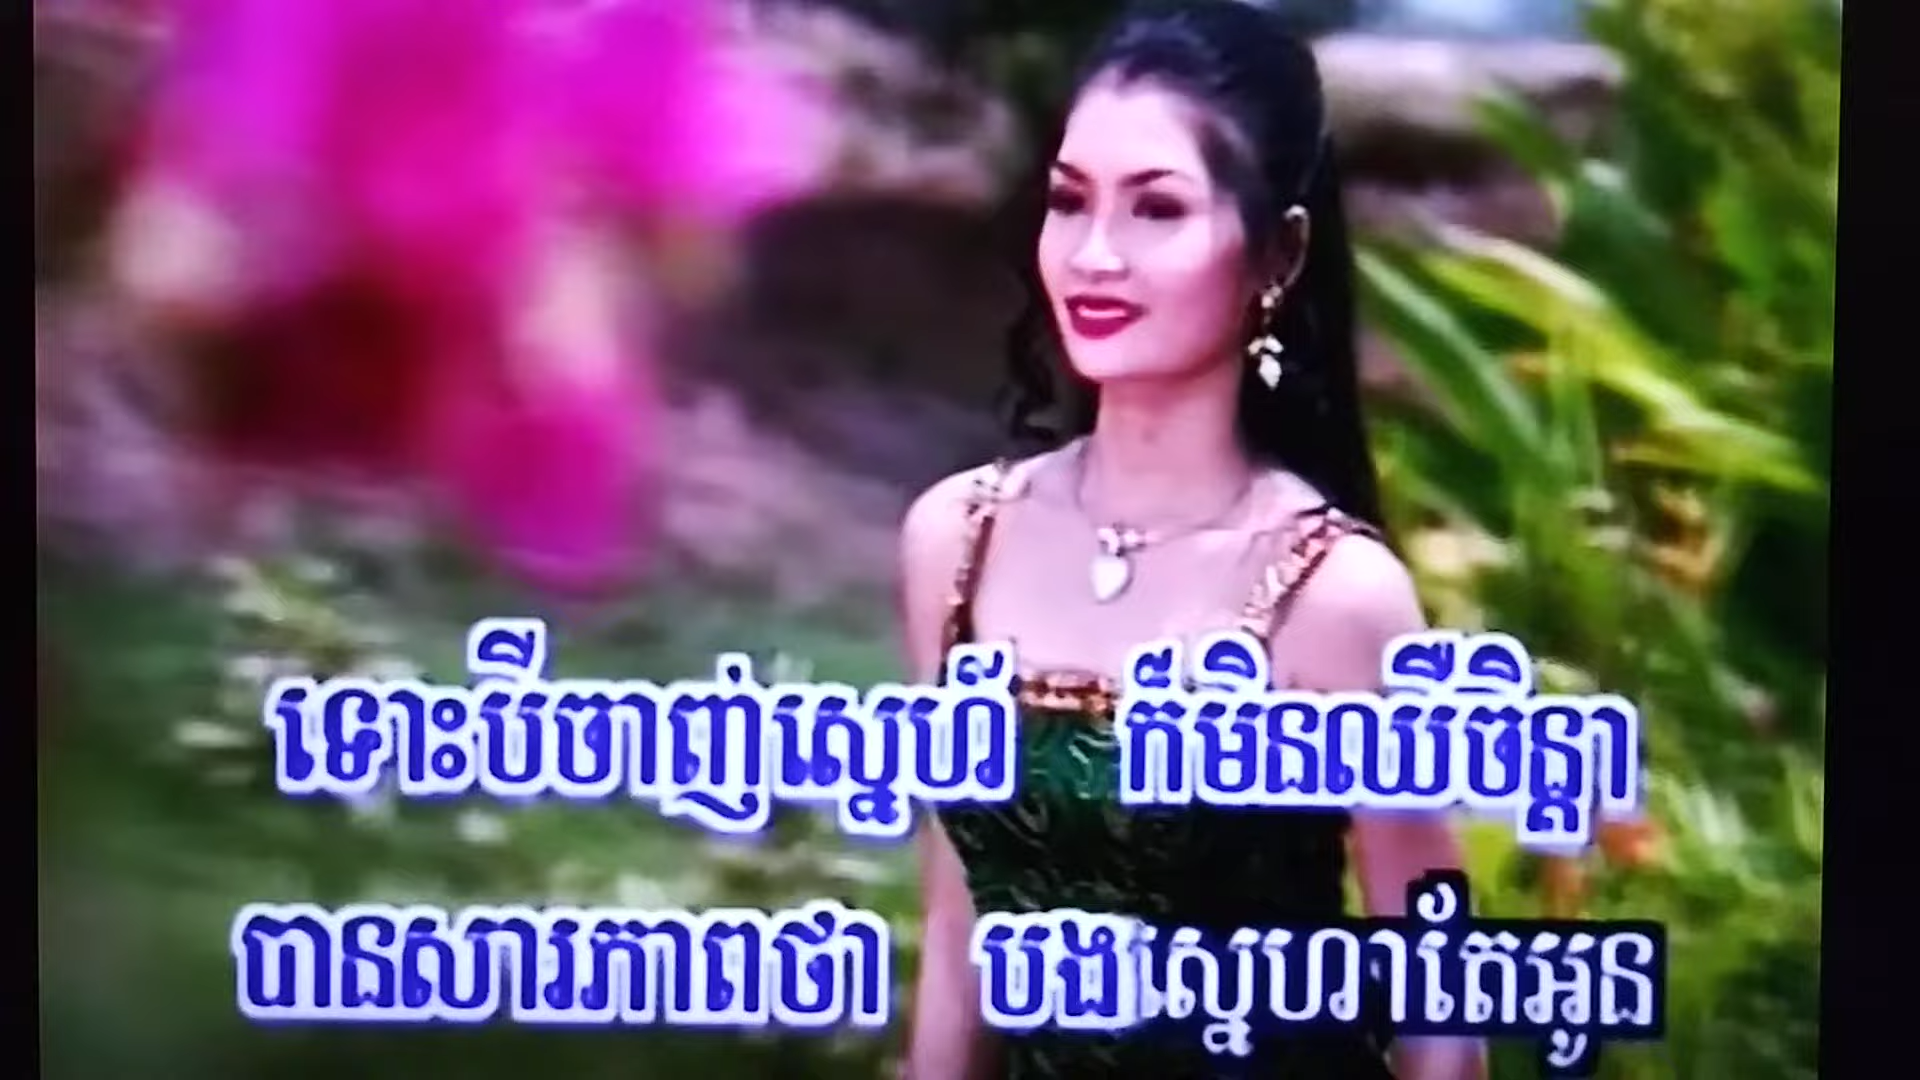 ទោះបីចាញ់ស្នេហ៍ ក៏មិនឈឺចិន្តា
បានសារភាពថា បងស្នេហាតែអូន